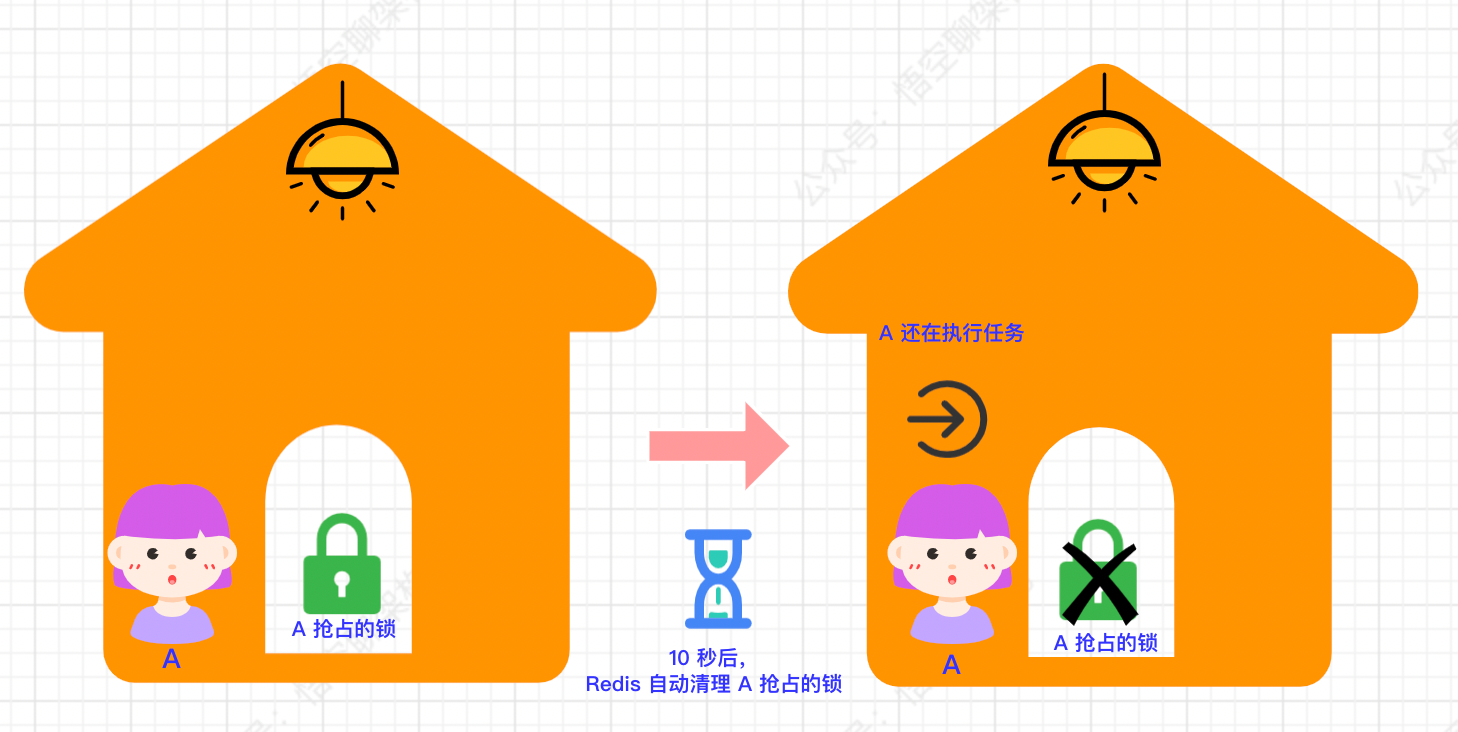 A 还在执行任务
A 抢占的锁
A 抢占的锁
A
A
10 秒后，
Redis 自动清理 A 抢占的锁
公众号：悟空聊架